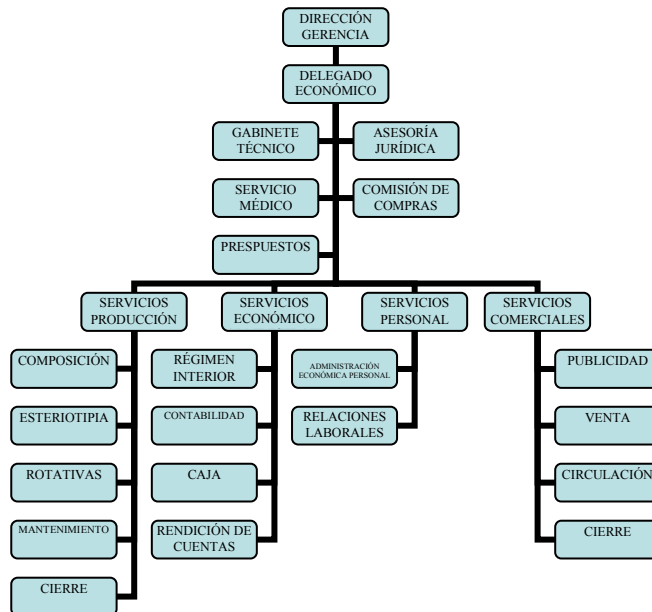 DIRECCIÓN
GERENCIA
DELEGADO
ECONÓMICO
GABINETE
TÉCNICO
ASESORÍA
JURÍDICA
SERVICIO
MÉDICO
COMISIÓN DE
COMPRAS
PRESPUESTOS
SERVICIOS
PRODUCCIÓN
SERVICIOS
ECONÓMICO
SERVICIOS
PERSONAL
SERVICIOS
COMERCIALES
COMPOSICIÓN
ESTERIOTIPIA
ROTATIVAS
MANTENIMIENTO
CIERRE
RÉGIMEN
INTERIOR
CONTABILIDAD
CAJA
RENDICIÓN DE
CUENTAS
ADMINISTRACIÓN
ECONÓMICA PERSONAL
RELACIONES
LABORALES
PUBLICIDAD
VENTA
CIRCULACIÓN
CIERRE